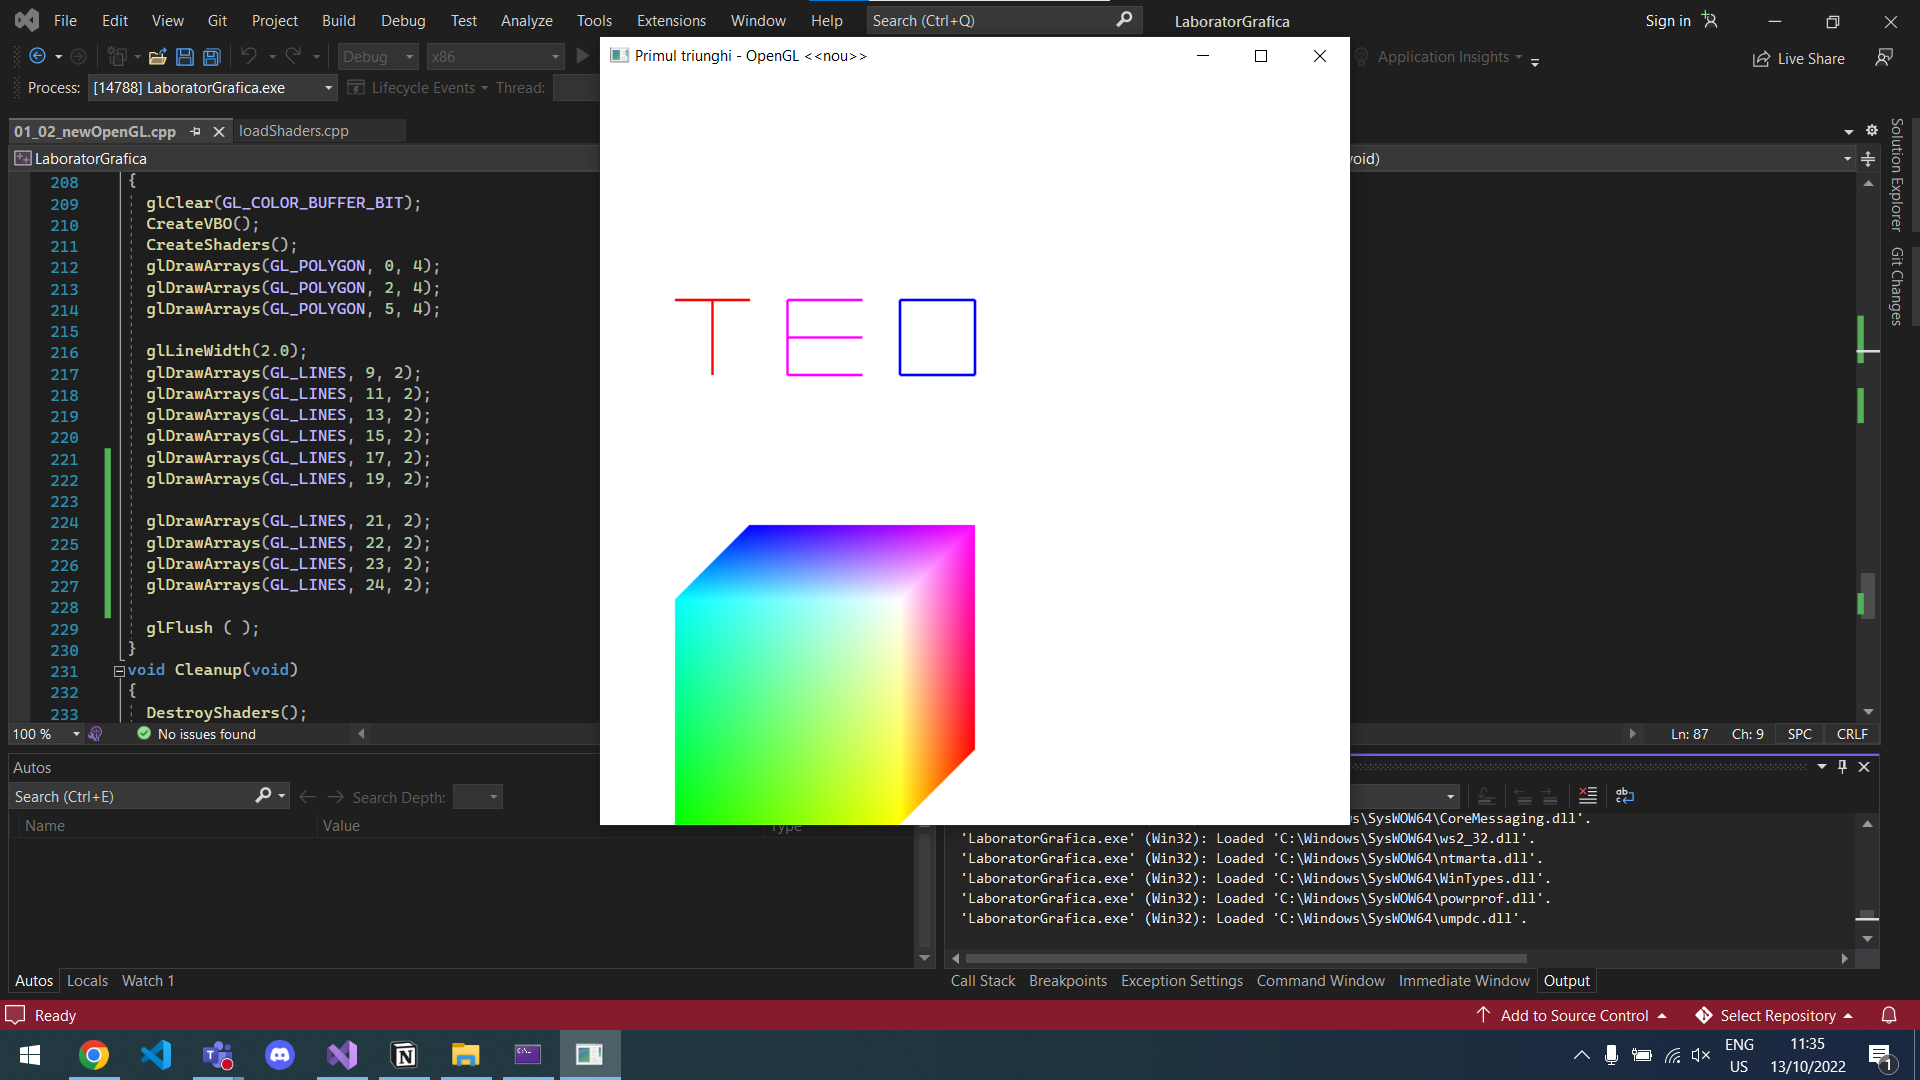 File Edit View Git Project Build Debug Test Analyze Tools Extensions Window Help Search (Ctrl+Q) LaboratorGrafica Sign in
Debug x86 Application Insights Live Share
Process: [14788] LaboratorGrafica.exe Lifecycle Events Thread:
Primul triunghi - OpenGL <<nou>>
01_02_newOpenGL.cpp loadShaders.cpp
LaboratorGrafica void)
208 {
209 glClear(GL_COLOR_BUFFER_BIT);
210 CreateVBO();
211 CreateShaders();
212 glDrawArrays(GL_POLYGON, 0, 4);
213 glDrawArrays(GL_POLYGON, 2, 4);
214 glDrawArrays(GL_POLYGON, 5, 4);
215
216 glLineWidth(2.0);
217 glDrawArrays(GL_LINES, 9, 2);
218 glDrawArrays(GL_LINES, 11, 2);
219 glDrawArrays(GL_LINES, 13, 2);
220 glDrawArrays(GL_LINES, 15, 2);
221 glDrawArrays(GL_LINES, 17, 2);
222 glDrawArrays(GL_LINES, 19, 2);
223
224 glDrawArrays(GL_LINES, 21, 2);
225 glDrawArrays(GL_LINES, 22, 2);
226 glDrawArrays(GL_LINES, 23, 2);
227 glDrawArrays(GL_LINES, 24, 2);
228
229 glFlush ( );
230 }
231 void Cleanup(void)
232 {
233 DestroyShaders();
TEO
Solution Explorer
Git Changes
100 % No issues found Ln: 87 Ch: 9 SPC CRLF
Autos
Search (Ctrl+E) Search Depth:
Name Value Type
s\SysWOW64\CoreMessaging.dll'.
'LaboratorGrafica.exe' (Win32): Loaded 'C:\Windows\SysWOW64\ws2_32.dll'.
'LaboratorGrafica.exe' (Win32): Loaded 'C:\Windows\SysWOW64\ntmarta.dll'.
'LaboratorGrafica.exe' (Win32): Loaded 'C:\Windows\SysWOW64\WinTypes.dll'.
'LaboratorGrafica.exe' (Win32): Loaded 'C:\Windows\SysWOW64\powrprof.dll'.
'LaboratorGrafica.exe' (Win32): Loaded 'C:\Windows\SysWOW64\umpdc.dll'.
Autos Locals Watch 1
Call Stack Breakpoints Exception Settings Command Window Immediate Window Output
Ready Add to Source Control Select Repository
ENG 11:35
US 13/10/2022 1